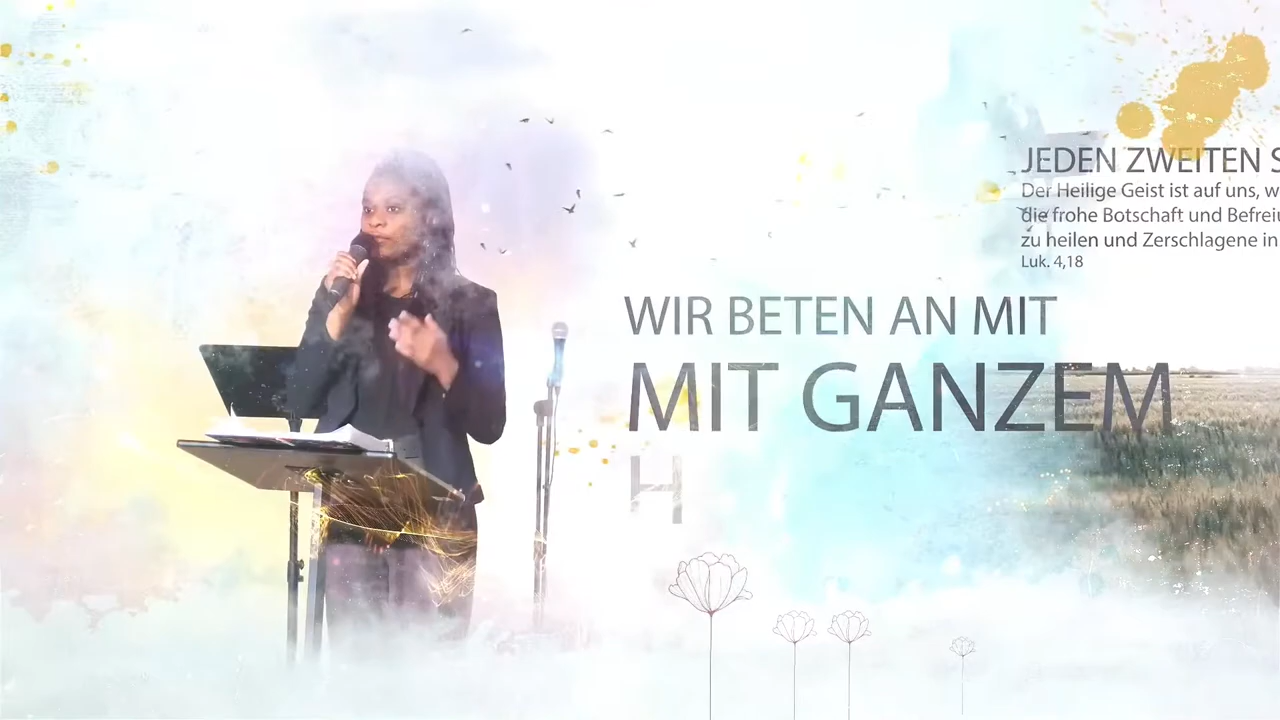 JEDEN ZWEITEN S
Der Heilige Geist ist auf uns, w
die frohe Botschaft und Befreiu
zu heilen und Zerschlagene in
Luk. 4,18
WIR BETEN AN MIT
MIT GANZEM
H